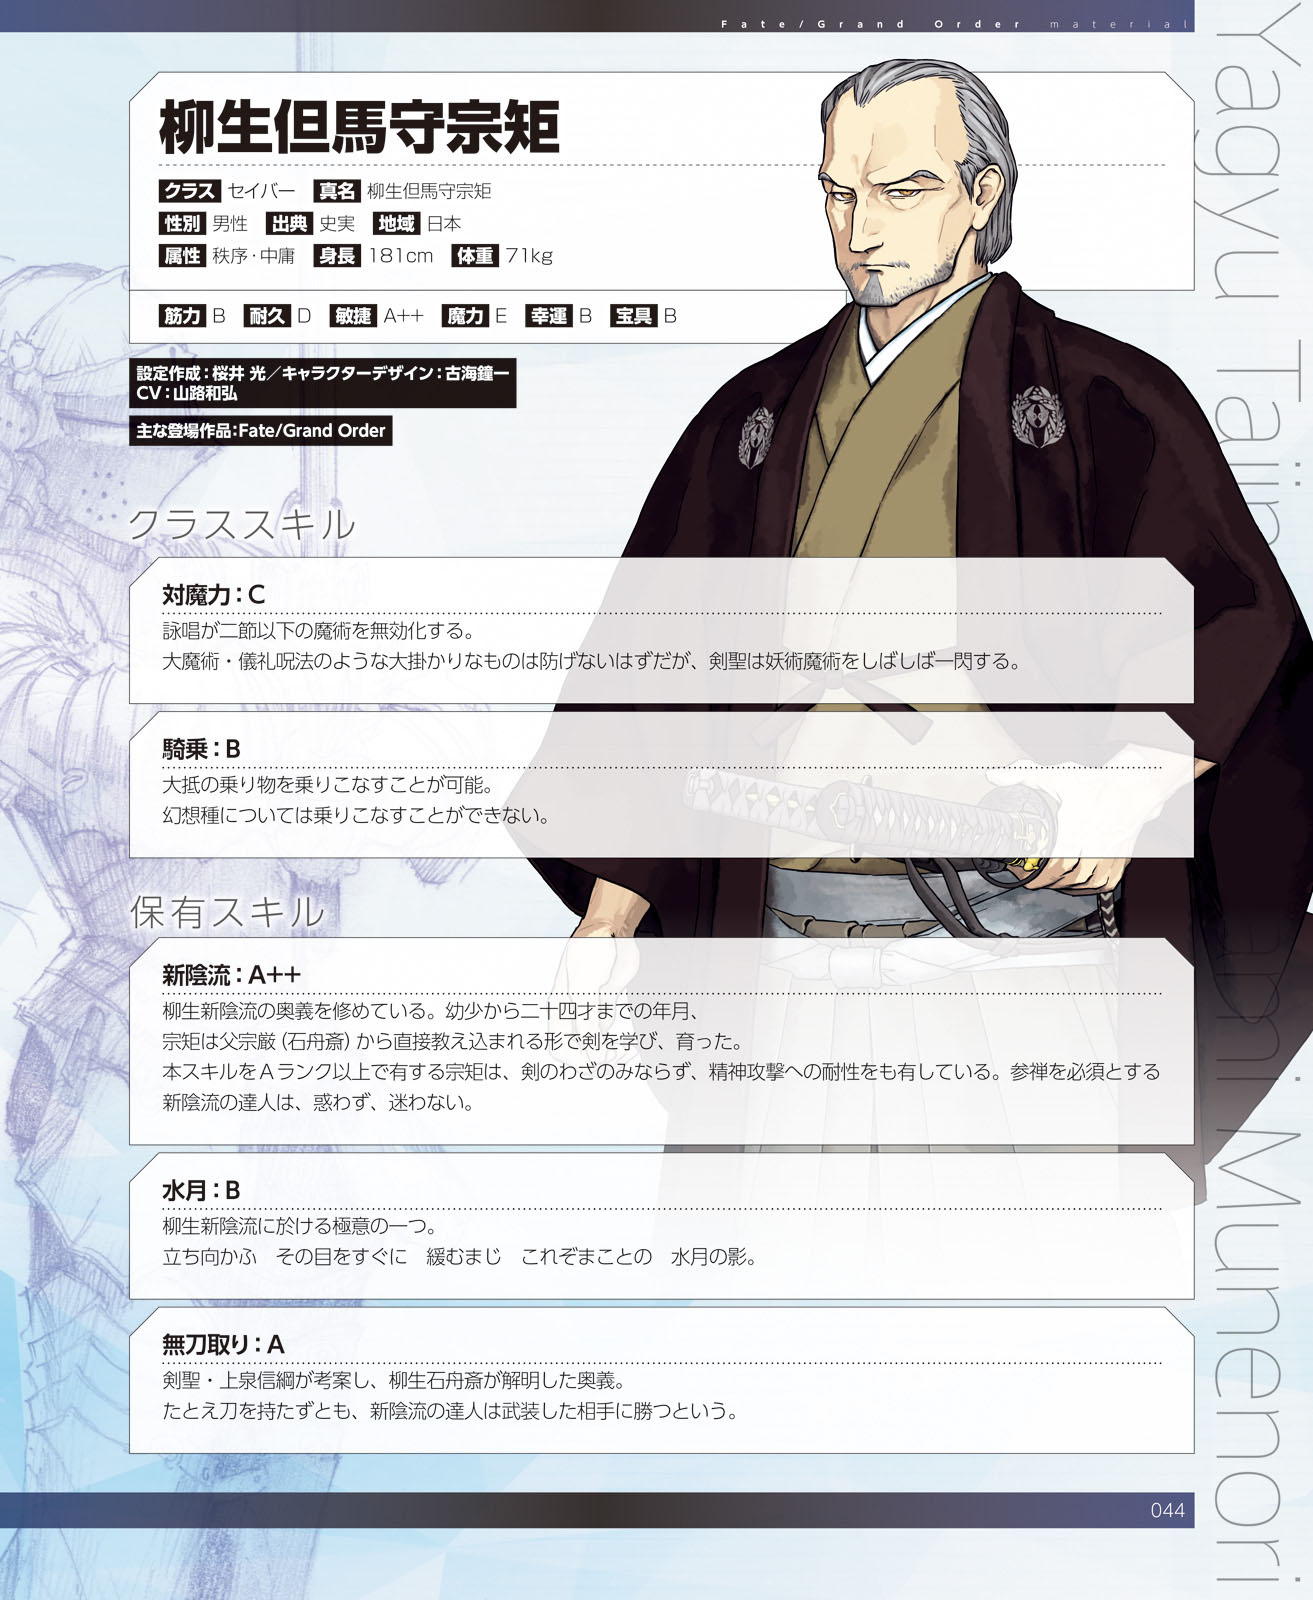 Fate/Grand Order material
柳生但馬守宗矩
クラス セイバー 真名 柳生但馬守宗矩
性別 男性 出典 史実 地域 日本
属性 秩序・中庸 身長 181cm 体重 71kg
筋力 B 耐久 D 敏捷 A++ 魔力 E 幸運 B 宝具 B
設定作成：桜井 光／キャラクターデザイン：古海鐘一
CV：山路和弘
主な登場作品：Fate/Grand Order
クラススキル
対魔力：C
詠唱が二節以下の魔術を無効化する。
大魔術・儀礼呪法のような大掛かりなものは防げないはずだが、剣聖は妖術魔術をしばしば一閃する。
騎乗：B
大抵の乗り物を乗りこなすことが可能。
幻想種については乗りこなすことができない。
保有スキル
新陰流：A++
柳生新陰流の奥義を修めている。幼少から二十四才までの年月、
宗矩は父宗厳（石舟斎）から直接教え込まれる形で剣を学び、育った。
本スキルをAランク以上で有する宗矩は、剣のわざのみならず、精神攻撃への耐性をも有している。参禅を必須とする
新陰流の達人は、惑わず、迷わない。
水月：B
柳生新陰流に於ける極意の一つ。
立ち向かふ　その目をすぐに　緩むまじ　これぞまことの　水月の影。
無刀取り：A
剣聖・上泉信綱が考案し、柳生石舟斎が解明した奥義。
たとえ刀を持たずとも、新陰流の達人は武装した相手に勝つという。
044
Yagyu Tajimanokami Munenori